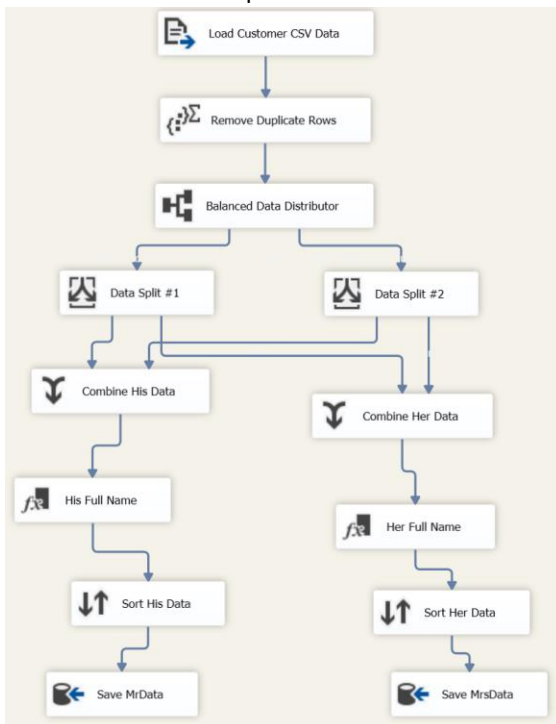 Load Customer CSV Data
Remove Duplicate Rows
Balanced Data Distributor
Data Split #1
Data Split #2
Combine His Data
Combine Her Data
His Full Name
Her Full Name
Sort His Data
Sort Her Data
Save MrData
Save MrsData